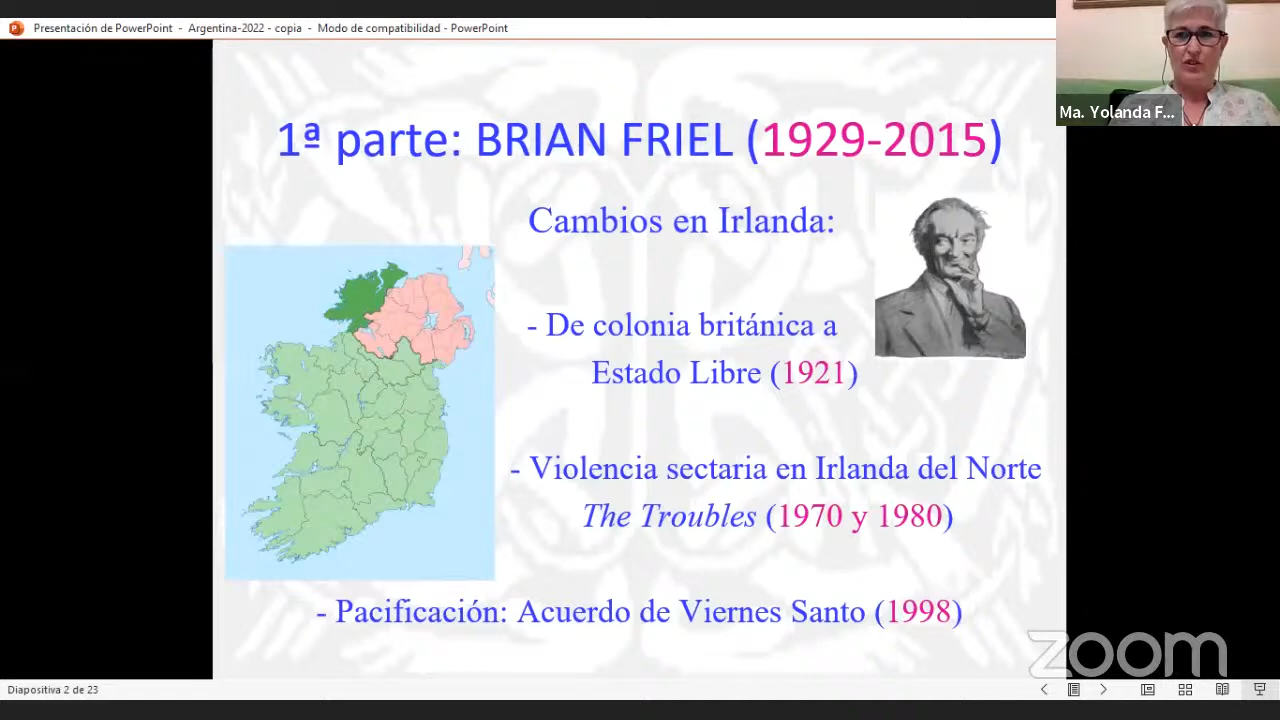 Presentación de PowerPoint - Argentina-2022 - copia - Modo de compatibilidad - PowerPoint
Ma. Yolanda F...
1ª parte: BRIAN FRIEL (1929-2015)
Cambios en Irlanda:
- De colonia británica a
Estado Libre (1921)
- Violencia sectaria en Irlanda del Norte
The Troubles (1970 y 1980)
- Pacificación: Acuerdo de Viernes Santo (1998)
zoom
Diapositiva 2 de 23